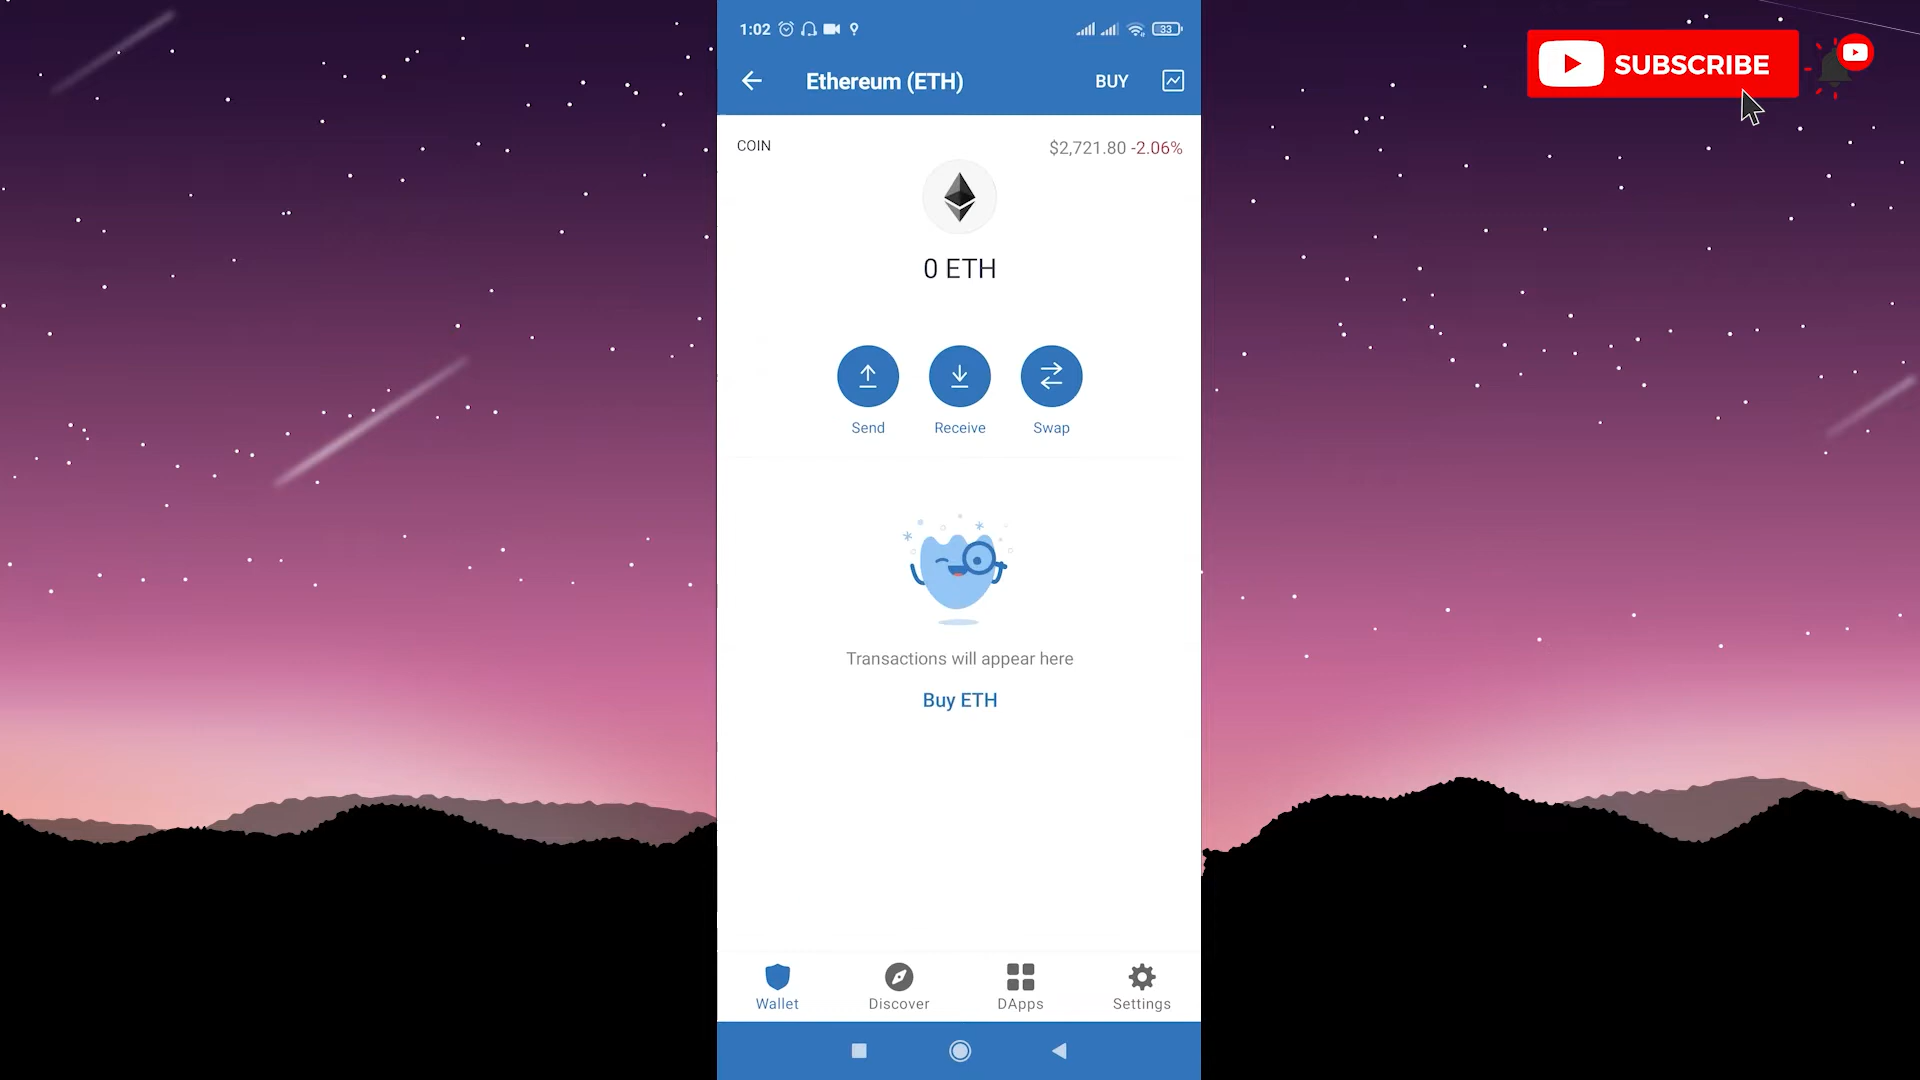 1:02
33
Ethereum (ETH)
BUY
COIN
$2,721.80 -2.06%
0 ETH
Send
Receive
Swap
Transactions will appear here
Buy ETH
Wallet
Discover
DApps
Settings
SUBSCRIBE